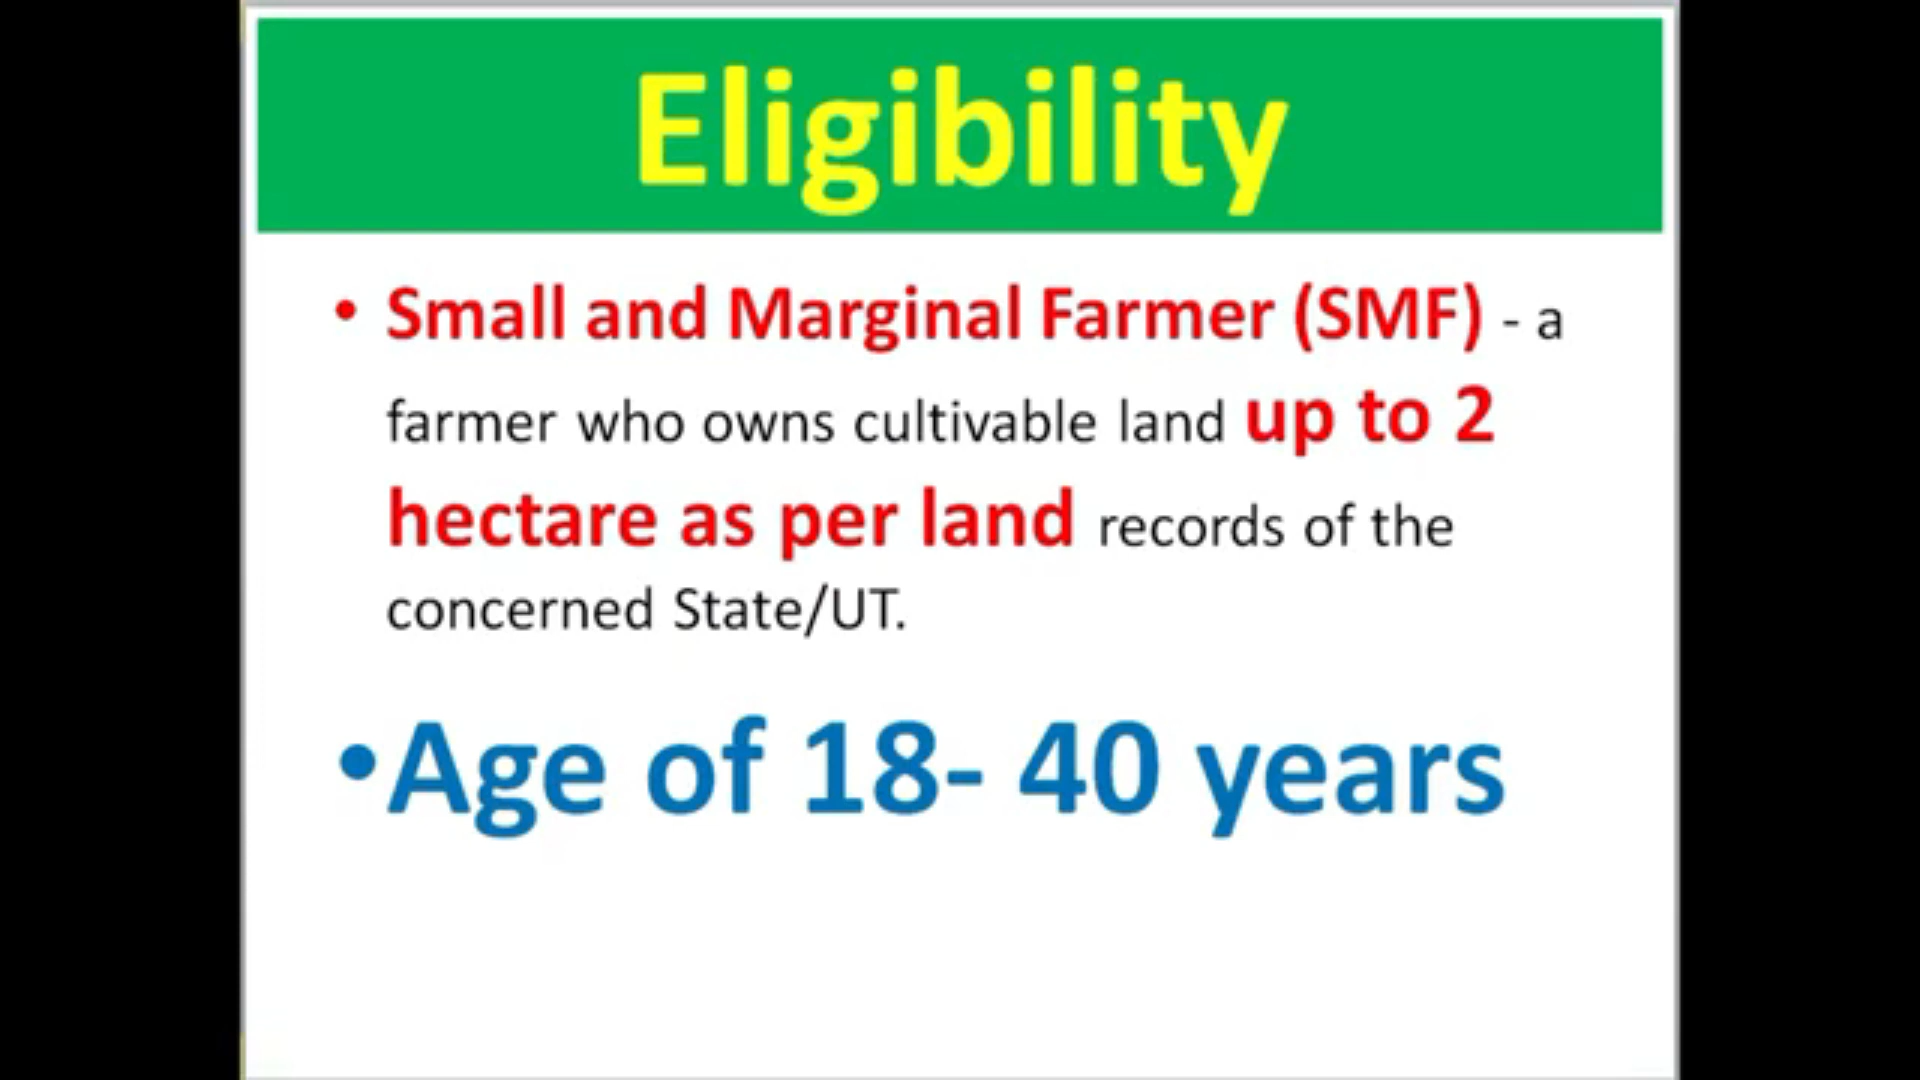 Eligibility
• Small and Marginal Farmer (SMF) - a
farmer who owns cultivable land up to 2
hectare as per land records of the
concerned State/UT.
•Age of 18- 40 years